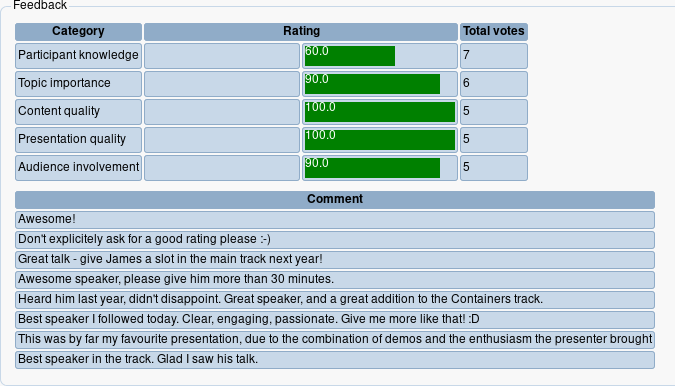 Feedback
Category Rating Total votes
Participant knowledge 60.0 7
Topic importance 90.0 6
Content quality 100.0 5
Presentation quality 100.0 5
Audience involvement 90.0 5
Comment
Awesome!
Don't explicitely ask for a good rating please :-)
Great talk - give James a slot in the main track next year!
Awesome speaker, please give him more than 30 minutes.
Heard him last year, didn't disappoint. Great speaker, and a great addition to the Containers track.
Best speaker I followed today. Clear, engaging, passionate. Give me more like that! :D
This was by far my favourite presentation, due to the combination of demos and the enthusiasm the presenter brought
Best speaker in the track. Glad I saw his talk.